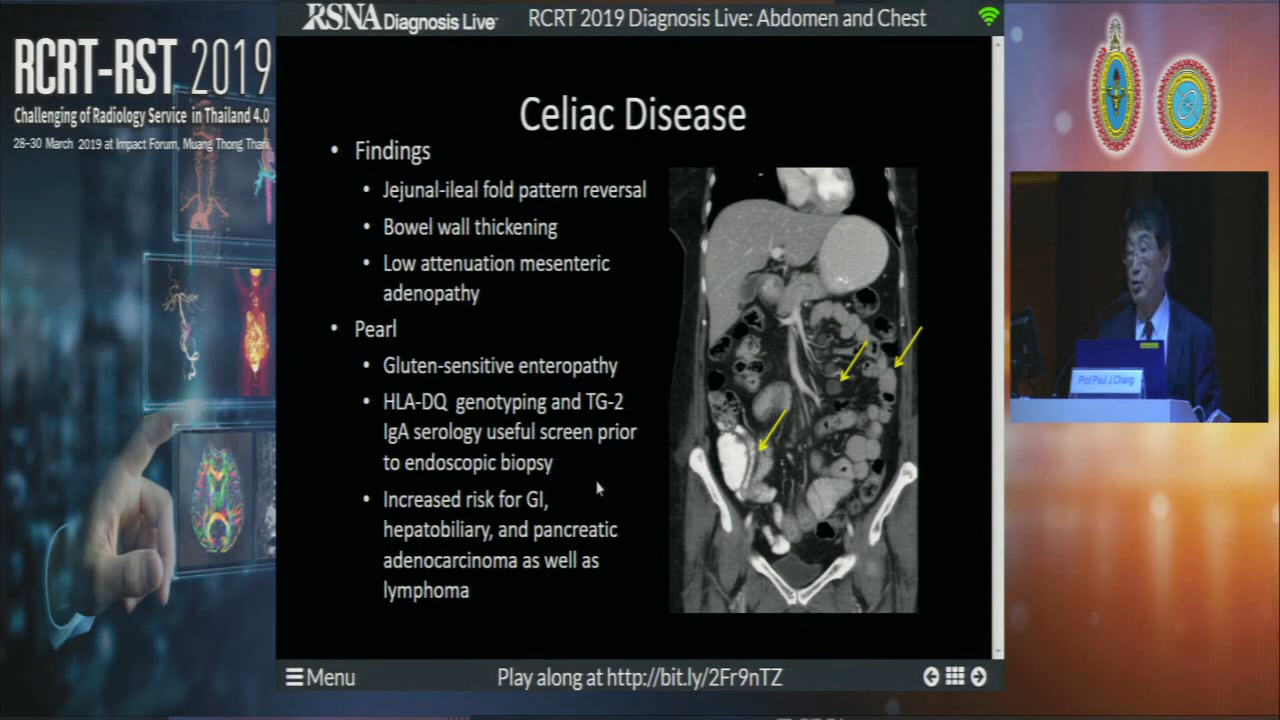 RSNA Diagnosis Live™
RCRT 2019 Diagnosis Live: Abdomen and Chest
RCRT-RST 2019
Challenging of Radiology Service in Thailand 4.0
28-30 March 2019 at Impact Forum, Muang Thong Thani
Celiac Disease
• Findings
• Jejunal-ileal fold pattern reversal
• Bowel wall thickening
• Low attenuation mesenteric
adenopathy
• Pearl
• Gluten-sensitive enteropathy
• HLA-DQ genotyping and TG-2
IgA serology useful screen prior
to endoscopic biopsy
• Increased risk for GI,
hepatobiliary, and pancreatic
adenocarcinoma as well as
lymphoma
Prof.Paul J.Chang
Menu
Play along at http://bit.ly/2Fr9nTZ